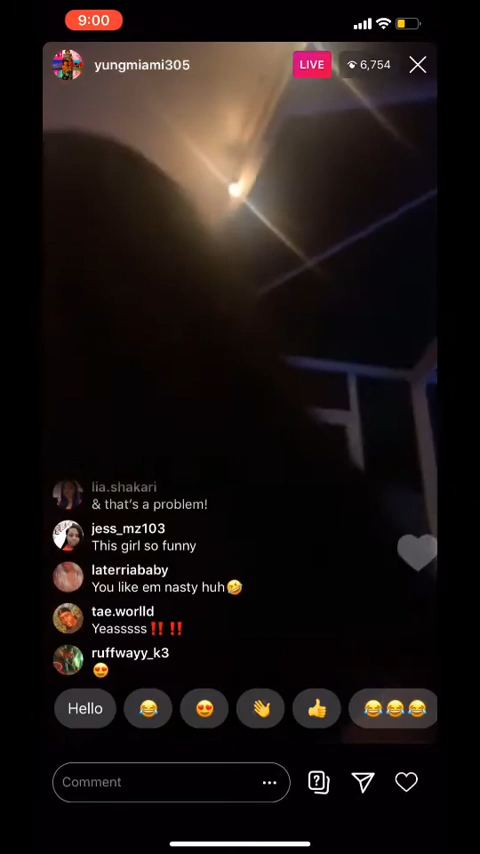 9:00
yungmiami305
LIVE
6,754
lia.shakari
& that's a problem!
jess_mz103
This girl so funny
laterriababy
You like em nasty huh🤣
tae.worlld
Yeasssss‼️‼️
ruffwayy_k3
😍
Hello
😂
😍
👋
👍
😂😂😂
Comment